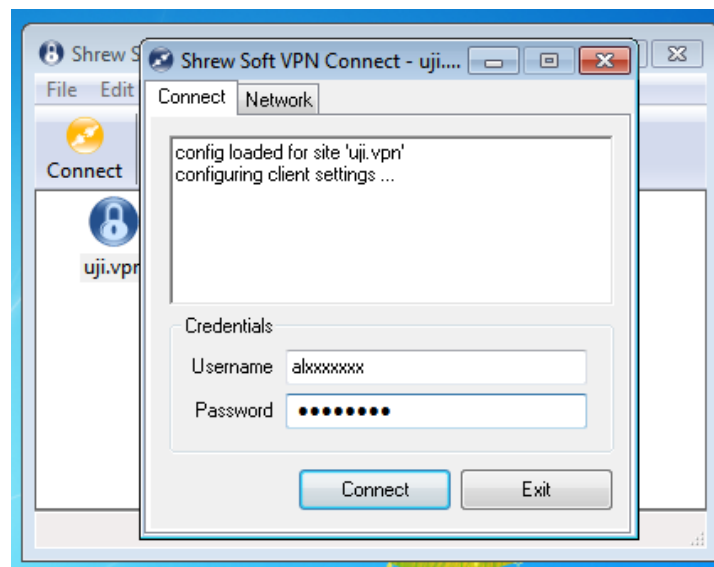 Shrew S
Shrew Soft VPN Connect - uji....
File Edit
Connect Network
Connect
config loaded for site 'uji.vpn'
configuring client settings ...
uji.vpn
Credentials
Username alxxxxxxx
Password ●●●●●●●●
Connect Exit